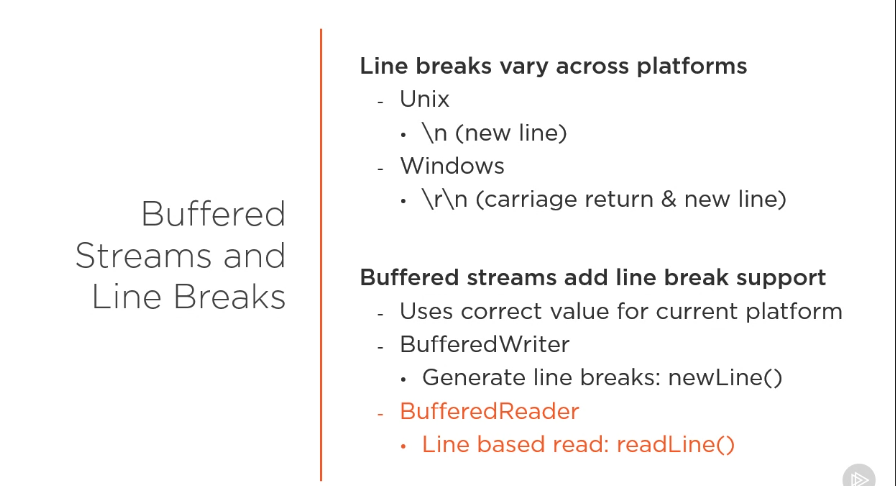 Buffered
Streams and
Line Breaks
Line breaks vary across platforms
- Unix
• \n (new line)
- Windows
• \r\n (carriage return & new line)
Buffered streams add line break support
- Uses correct value for current platform
- BufferedWriter
• Generate line breaks: newLine()
- BufferedReader
• Line based read: readLine()